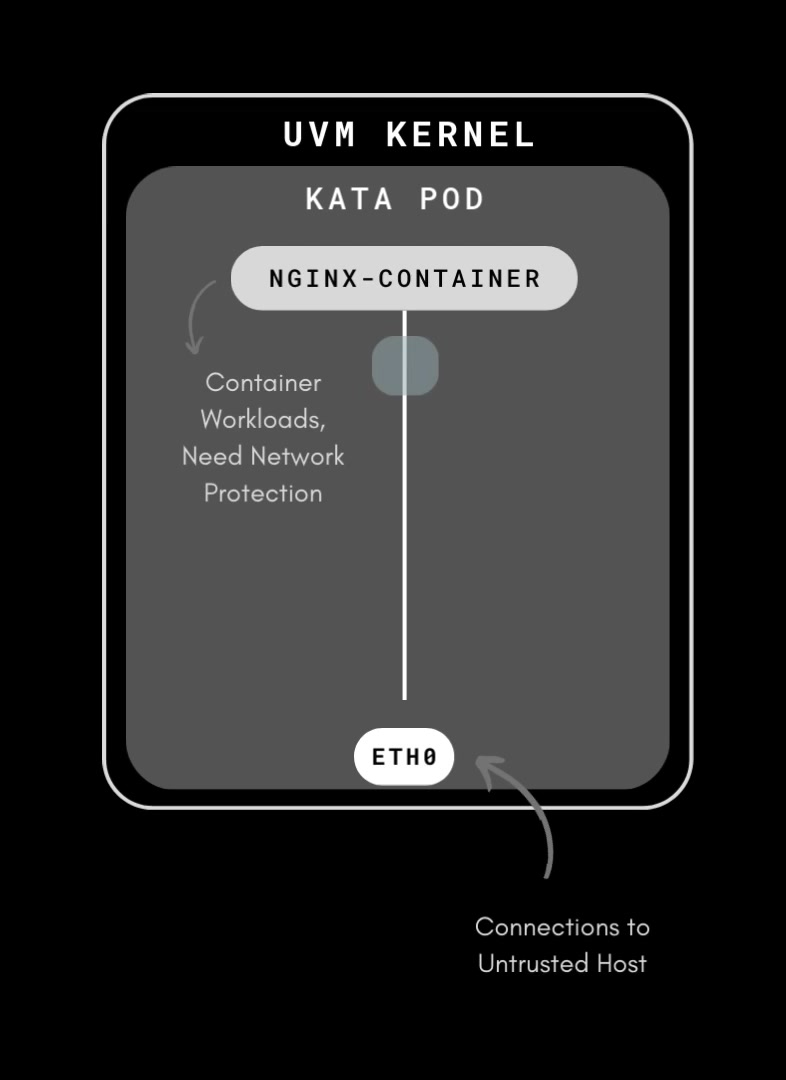 UVM KERNEL
KATA POD
NGINX-CONTAINER
Container
Workloads,
Need Network
Protection
ETH0
Connections to
Untrusted Host